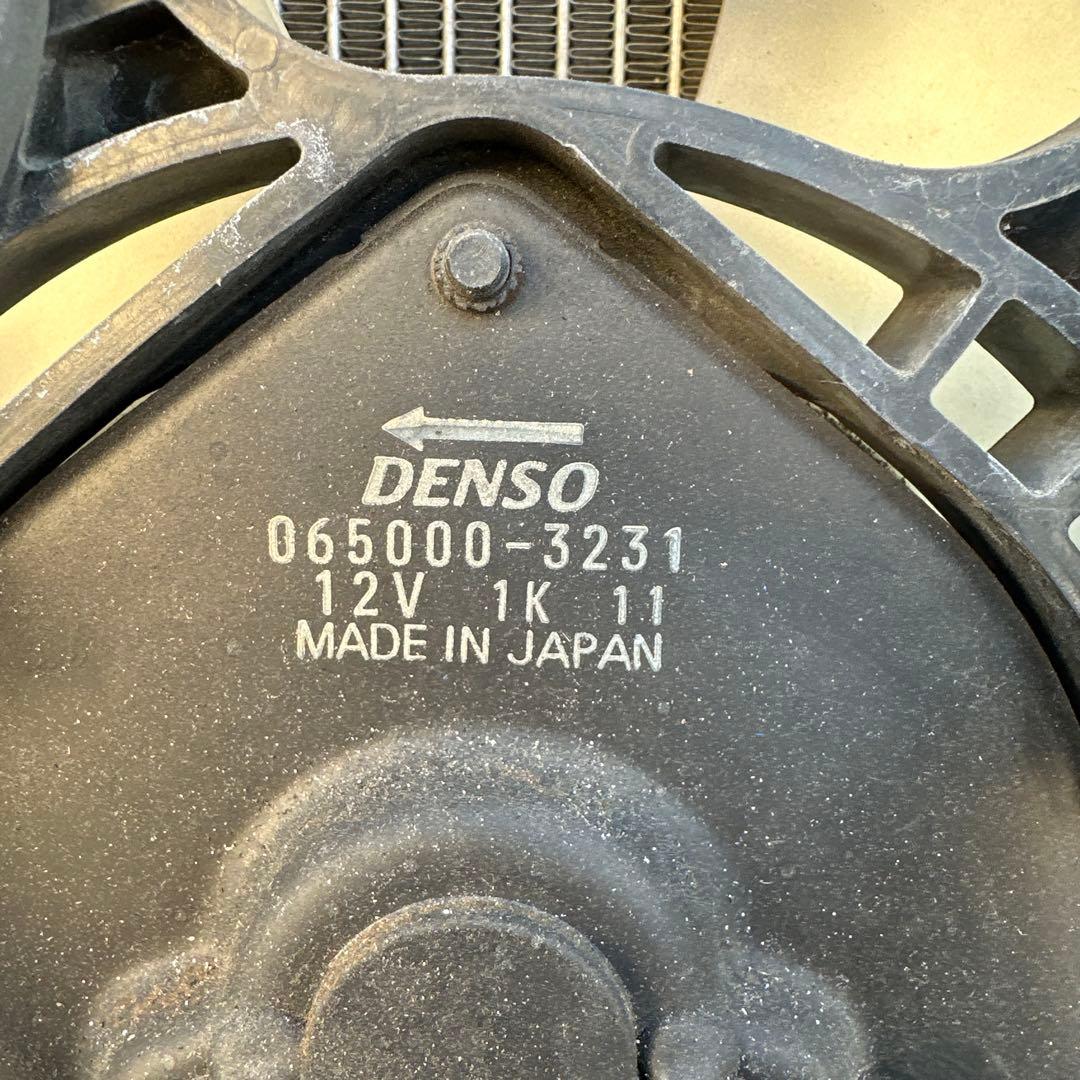 DENSO
065000-3231
12V 1K 11
MADE IN JAPAN